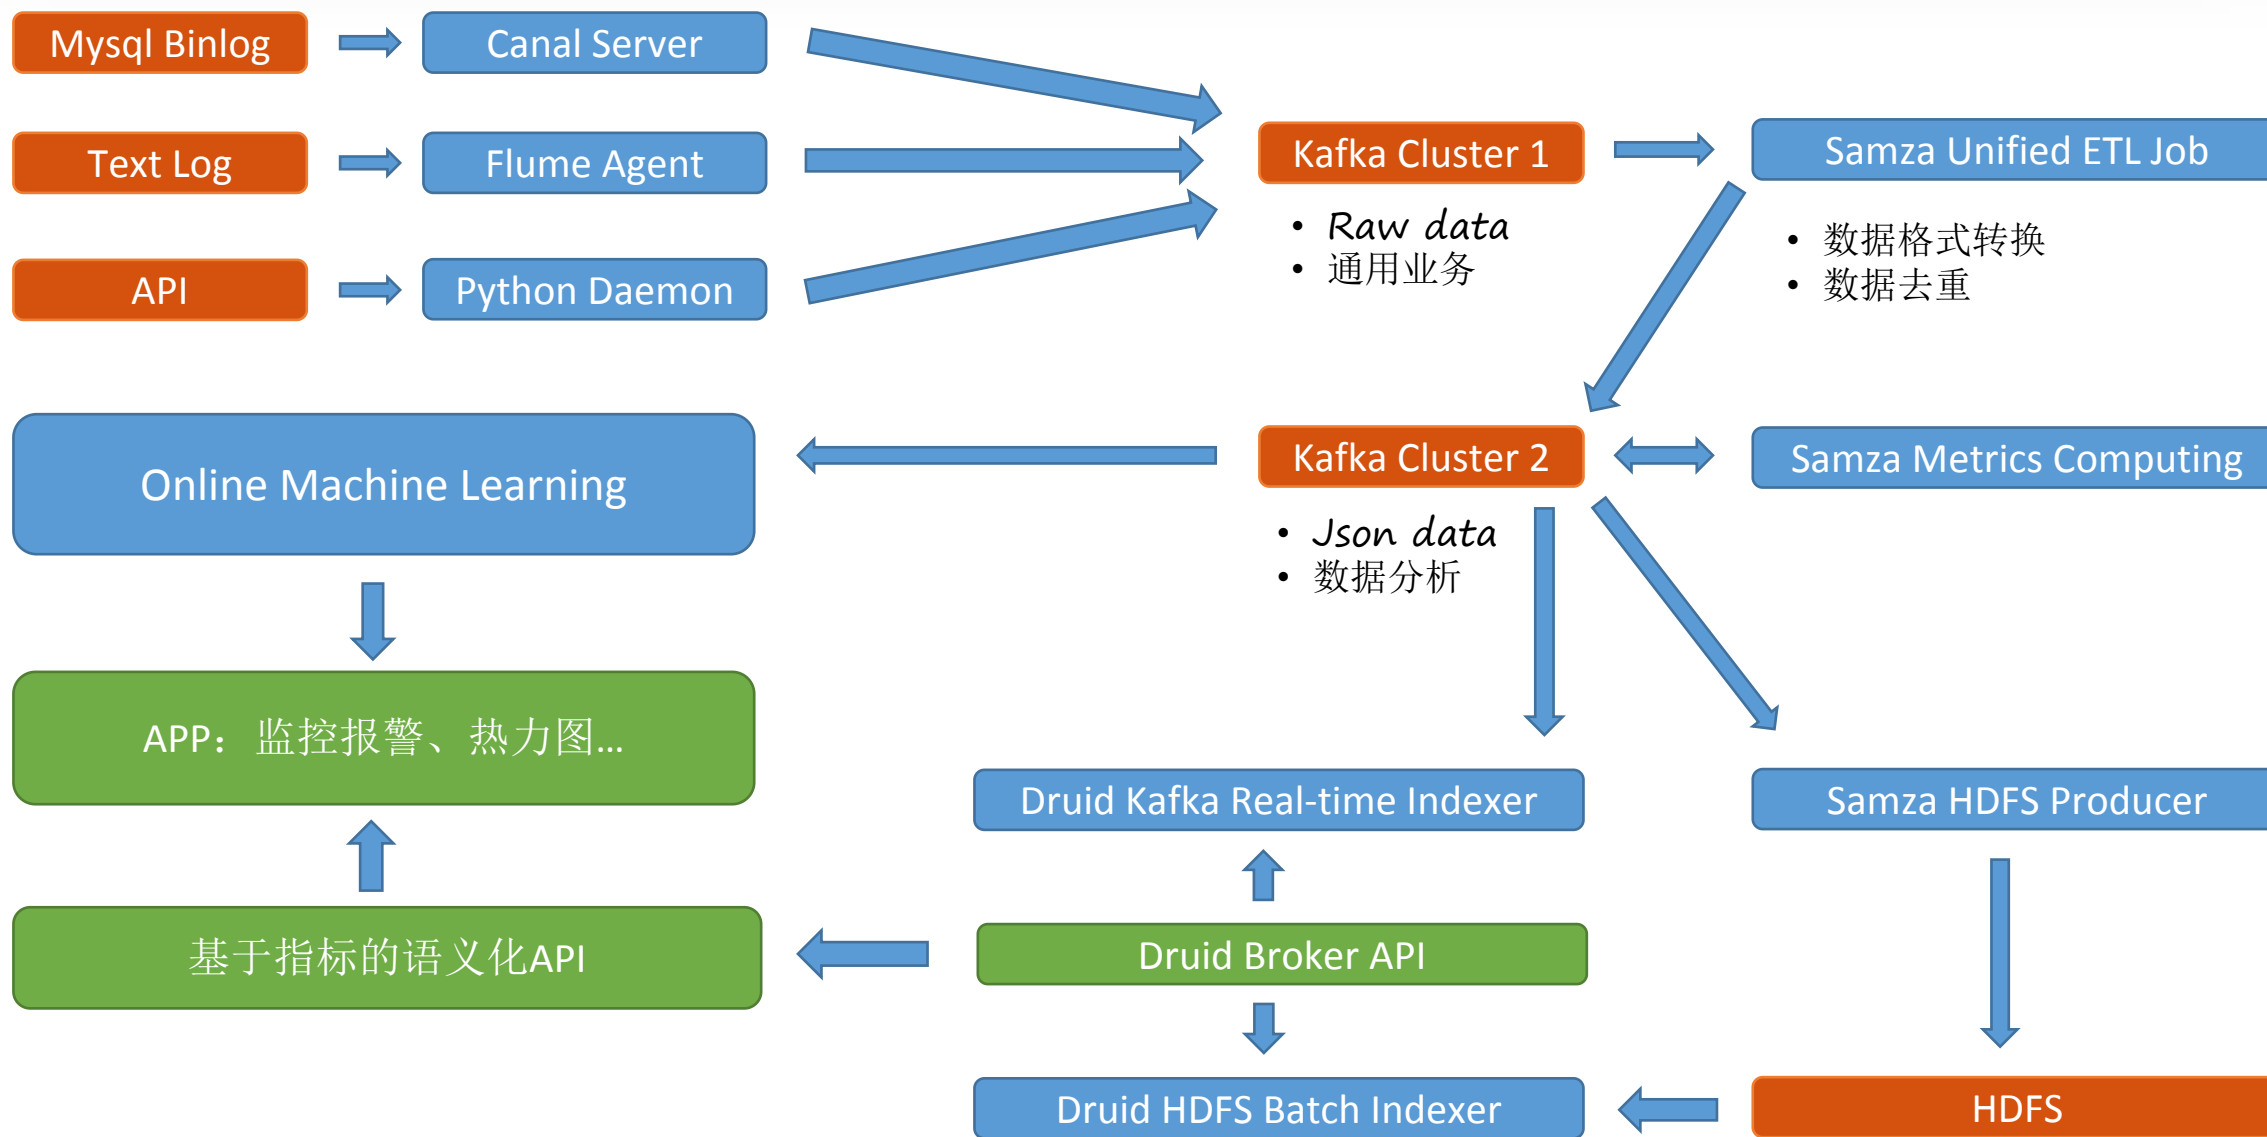 Mysql Binlog
Canal Server
Text Log
Flume Agent
API
Python Daemon
Kafka Cluster 1
• Raw data
• 通用业务
Samza Unified ETL Job
• 数据格式转换
• 数据去重
Online Machine Learning
Kafka Cluster 2
• Json data
• 数据分析
Samza Metrics Computing
APP：监控报警、热力图...
Druid Kafka Real-time Indexer
Samza HDFS Producer
基于指标的语义化API
Druid Broker API
Druid HDFS Batch Indexer
HDFS